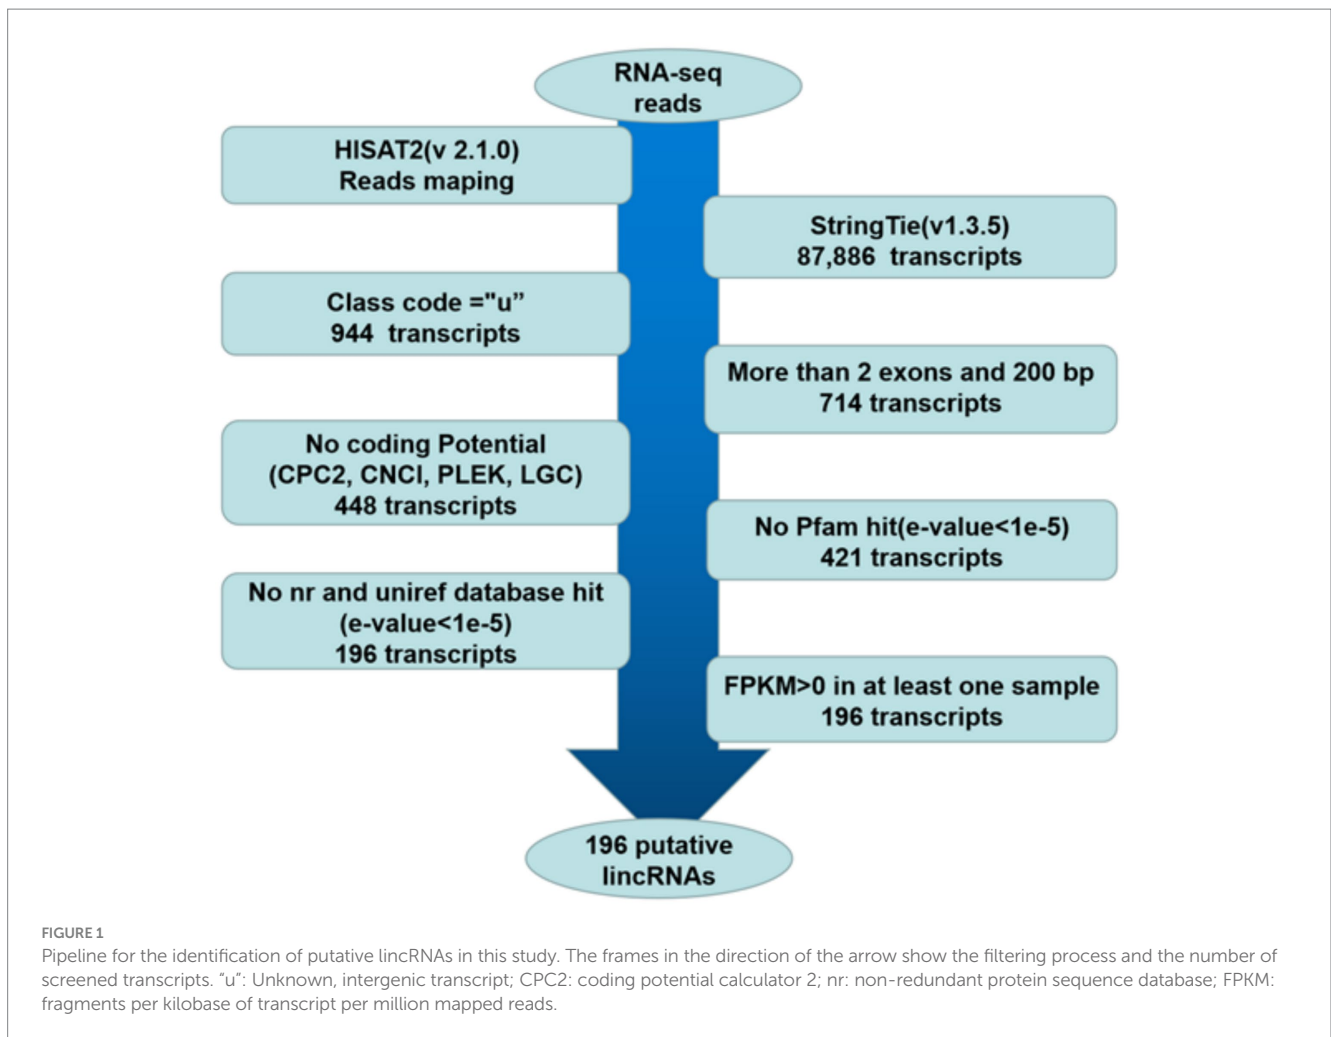 RNA-seq
reads
HISAT2(v 2.1.0)
Reads maping
StringTie(v1.3.5)
87,886 transcripts
Class code ="u”
944 transcripts
More than 2 exons and 200 bp
714 transcripts
No coding Potential
(CPC2, CNCI, PLEK, LGC)
448 transcripts
No Pfam hit(e-value<1e-5)
421 transcripts
No nr and uniref database hit
(e-value<1e-5)
196 transcripts
FPKM>0 in at least one sample
196 transcripts
196 putative
lincRNAs
FIGURE 1
Pipeline for the identification of putative lincRNAs in this study. The frames in the direction of the arrow show the filtering process and the number of
screened transcripts. “u”: Unknown, intergenic transcript; CPC2: coding potential calculator 2; nr: non-redundant protein sequence database; FPKM:
fragments per kilobase of transcript per million mapped reads.